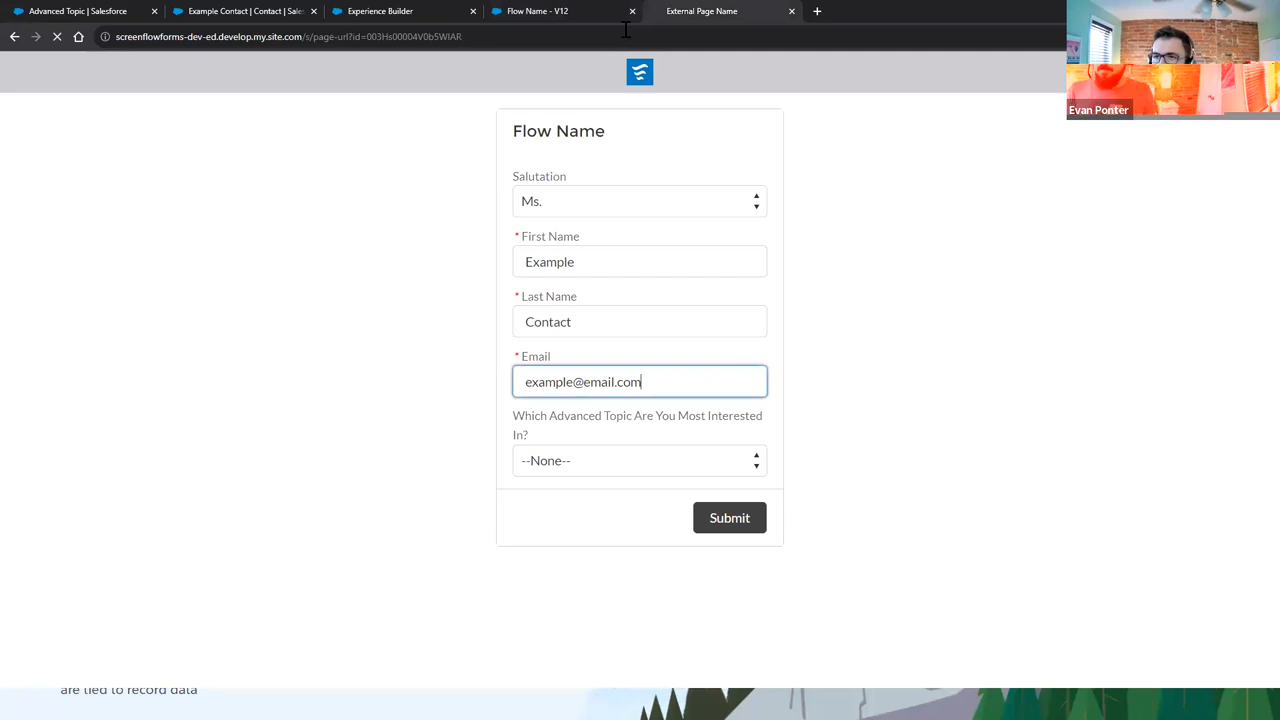 Advanced Topic | Salesforce
Example Contact | Contact | Sales
Experience Builder
Flow Name - V12
External Page Name
screenflowforms-dev-ed.develop.my.site.com/s/page-url?id=003Hs00004V0b5WIAR
Evan Ponter
Flow Name
Salutation
Ms.
* First Name
Example
* Last Name
Contact
* Email
example@email.com
Which Advanced Topic Are You Most Interested
In?
--None--
Submit
are tied to record data